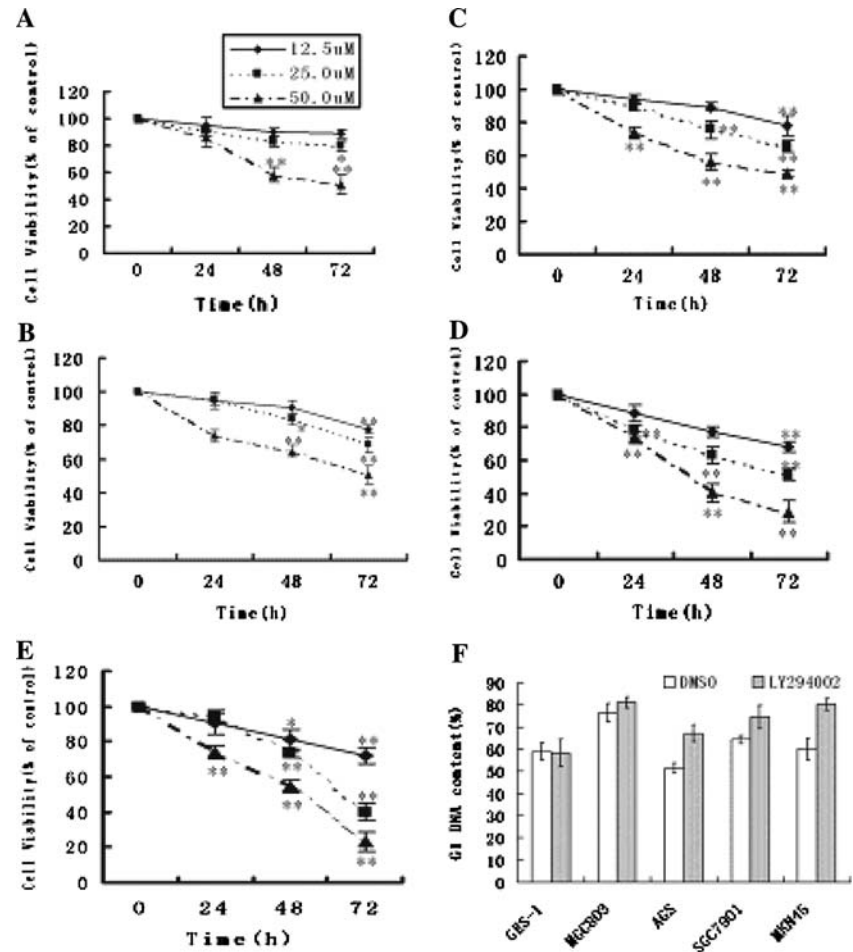 A
12.5uM
25.0uM
50.0uM
Cell Viability(% of control)
120
100
80
60
40
20
0
** * **
0 24 48 72
Time(h)
C
Cell Viability(% of control)
120
100
80
60
40
20
0
** ** ** ** ** **
0 24 48 72
Time(h)
B
Cell Viability(% of control)
120
100
80
60
40
20
0
** * ** ** **
0 24 48 72
Time(h)
D
Cell Viability(% of control)
120
100
80
60
40
20
0
** ** ** ** ** ** **
0 24 48 72
Time(h)
E
Cell Viability(% of control)
120
100
80
60
40
20
0
** * ** ** ** ** **
0 24 48 72
Time(h)
F
DMSO LY294002
G1 DNA content(%)
90
80
70
60
50
40
30
20
10
0
GES-1 MGC803 AGS SGC7901 MKN45